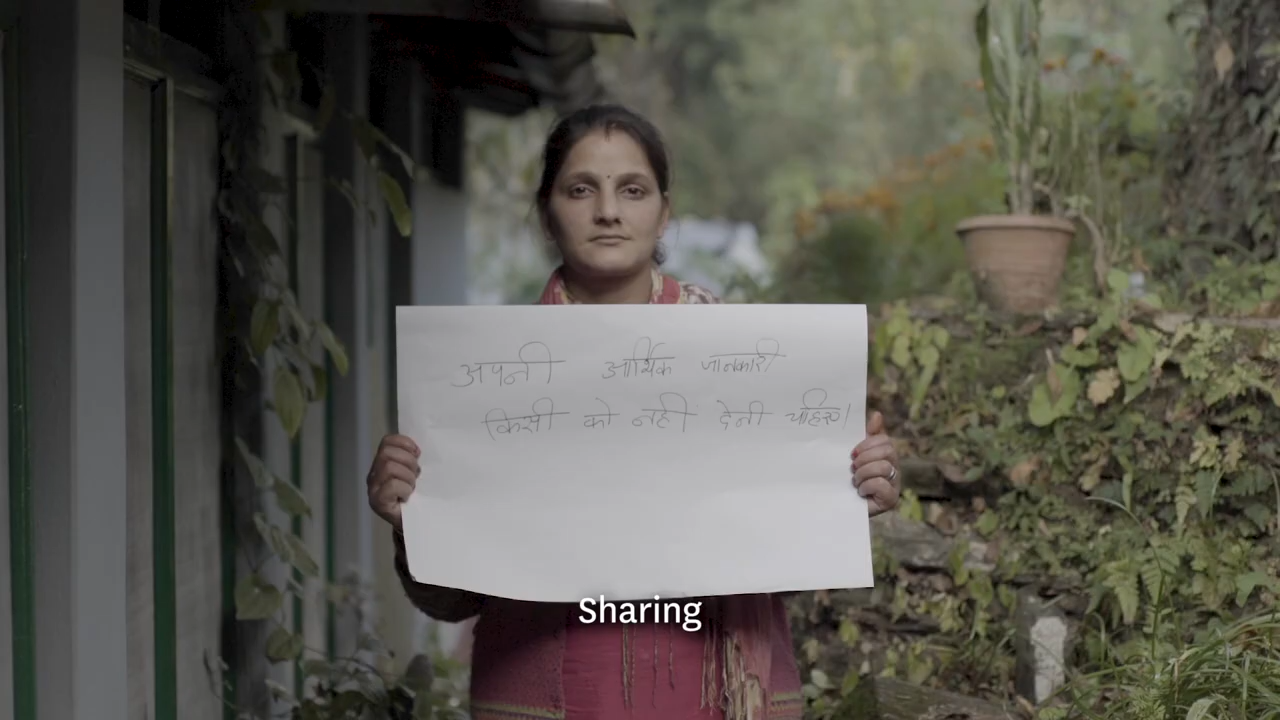 अपनी आर्थिक जानकारी
किसी को नही देनी चाहिए।
Sharing